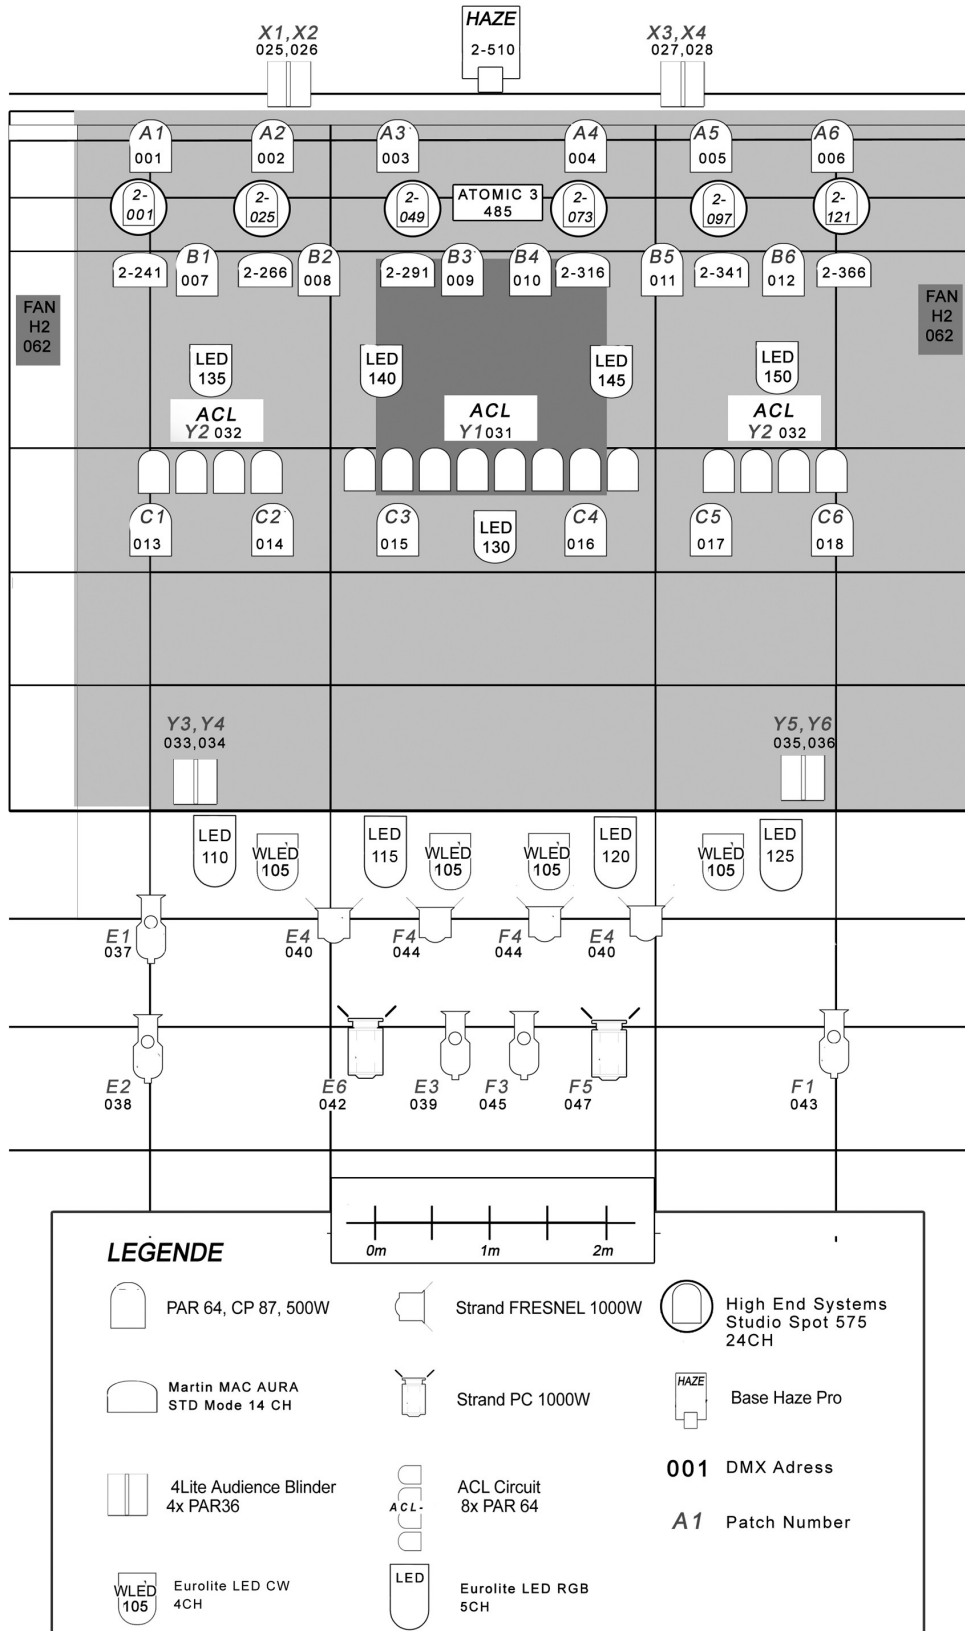 X1,X2
025,026
HAZE
2-510
X3,X4
027,028
A1
001
A2
002
A3
003
A4
004
A5
005
A6
006
2-
001
2-
025
2-
049
ATOMIC 3
485
2-
073
2-
097
2-
121
2-241
B1
007
2-266
B2
008
2-291
B3
009
B4
010
2-316
B5
011
2-341
B6
012
2-366
FAN
H2
062
FAN
H2
062
LED
135
LED
140
LED
145
LED
150
ACL
Y2 032
ACL
Y1 031
ACL
Y2 032
C1
013
C2
014
C3
015
LED
130
C4
016
C5
017
C6
018
Y3,Y4
033,034
Y5,Y6
035,036
LED
110
WLED
105
LED
115
WLED
105
WLED
105
LED
120
WLED
105
LED
125
E1
037
E4
040
F4
044
F4
044
E4
040
E2
038
E6
042
E3
039
F3
045
F5
047
F1
043
0m 1m 2m
LEGENDE
PAR 64, CP 87, 500W
Strand FRESNEL 1000W
High End Systems
Studio Spot 575
24CH
Martin MAC AURA
STD Mode 14 CH
Strand PC 1000W
HAZE
Base Haze Pro
4Lite Audience Blinder
4x PAR36
ACL-
ACL Circuit
8x PAR 64
001 DMX Adress
A1 Patch Number
WLED
105
Eurolite LED CW
4CH
LED
Eurolite LED RGB
5CH